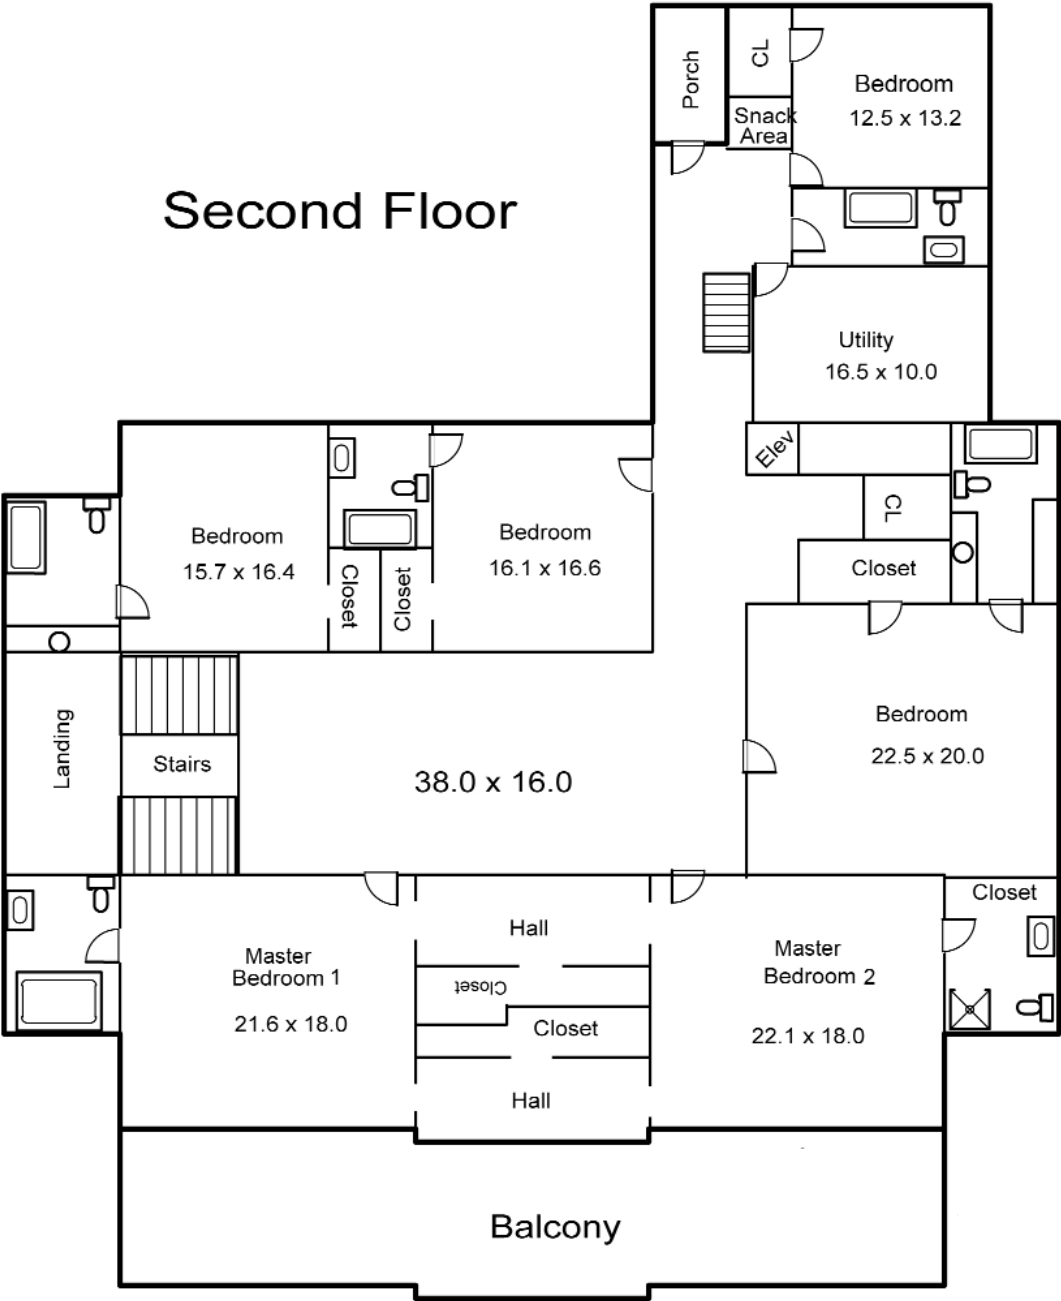 Porch
CL
Snack
Area
Bedroom
12.5 x 13.2
Second Floor
Utility
16.5 x 10.0
Elev
CL
Closet
Bedroom
15.7 x 16.4
Closet
Closet
Bedroom
16.1 x 16.6
Landing
Stairs
38.0 x 16.0
Bedroom
22.5 x 20.0
Closet
Master
Bedroom 1
21.6 x 18.0
Hall
Closet
Closet
Hall
Master
Bedroom 2
22.1 x 18.0
Balcony